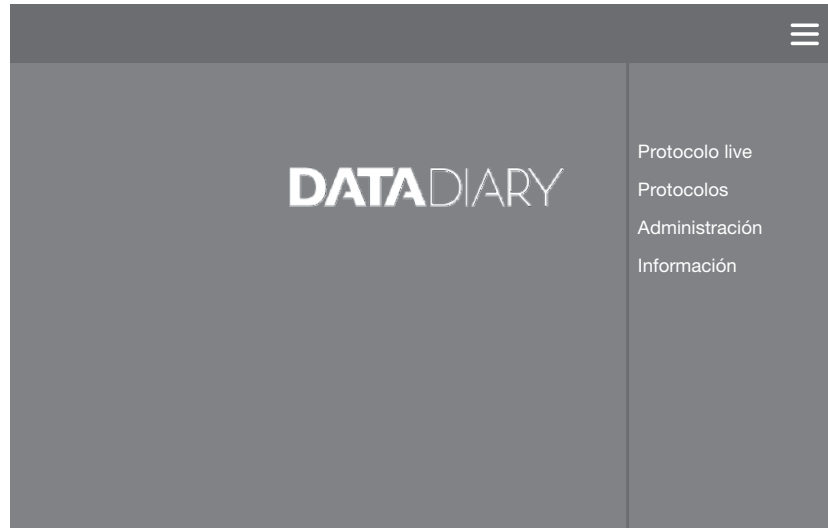 DATADIARY
Protocolo live
Protocolos
Administración
Información